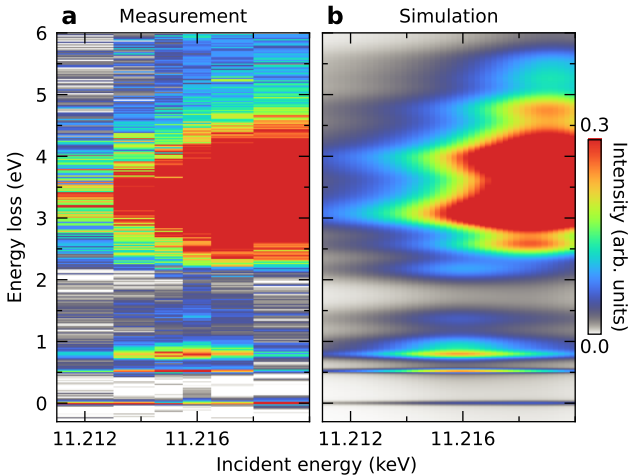 a Measurement b Simulation
6
5
4
3
2
1
0
Energy loss (eV)
0.3
0.0
Intensity (arb. units)
11.212 11.216 11.212 11.216
Incident energy (keV)